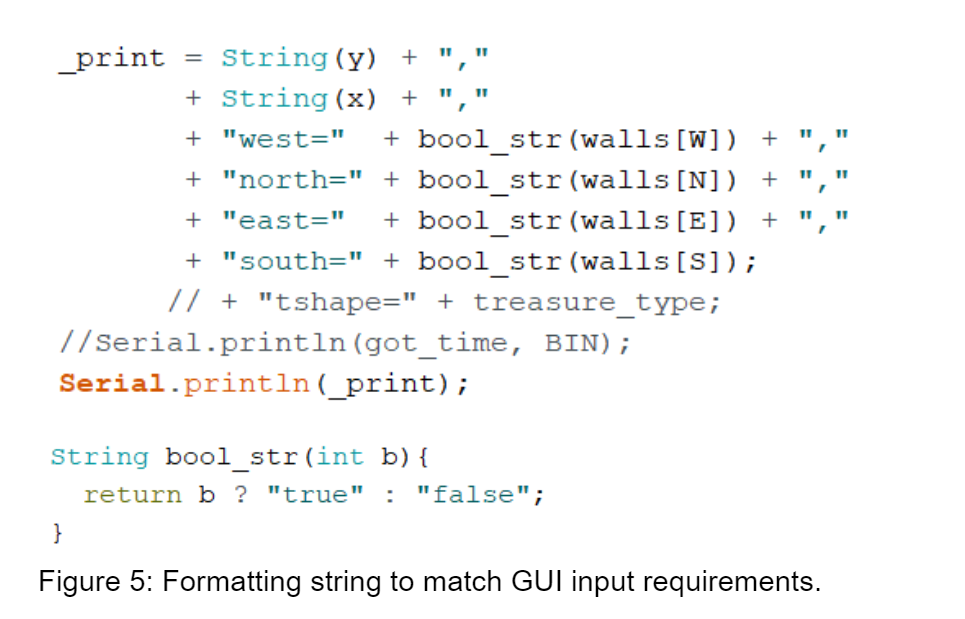 _print = String(y) + ","
+ String(x) + ","
+ "west=" + bool_str(walls[W]) + ","
+ "north=" + bool_str(walls[N]) + ","
+ "east=" + bool_str(walls[E]) + ","
+ "south=" + bool_str(walls[S]);
// + "tshape=" + treasure_type;
//Serial.println(got_time, BIN);
Serial.println(_print);
String bool_str(int b){
return b ? "true" : "false";
}
Figure 5: Formatting string to match GUI input requirements.